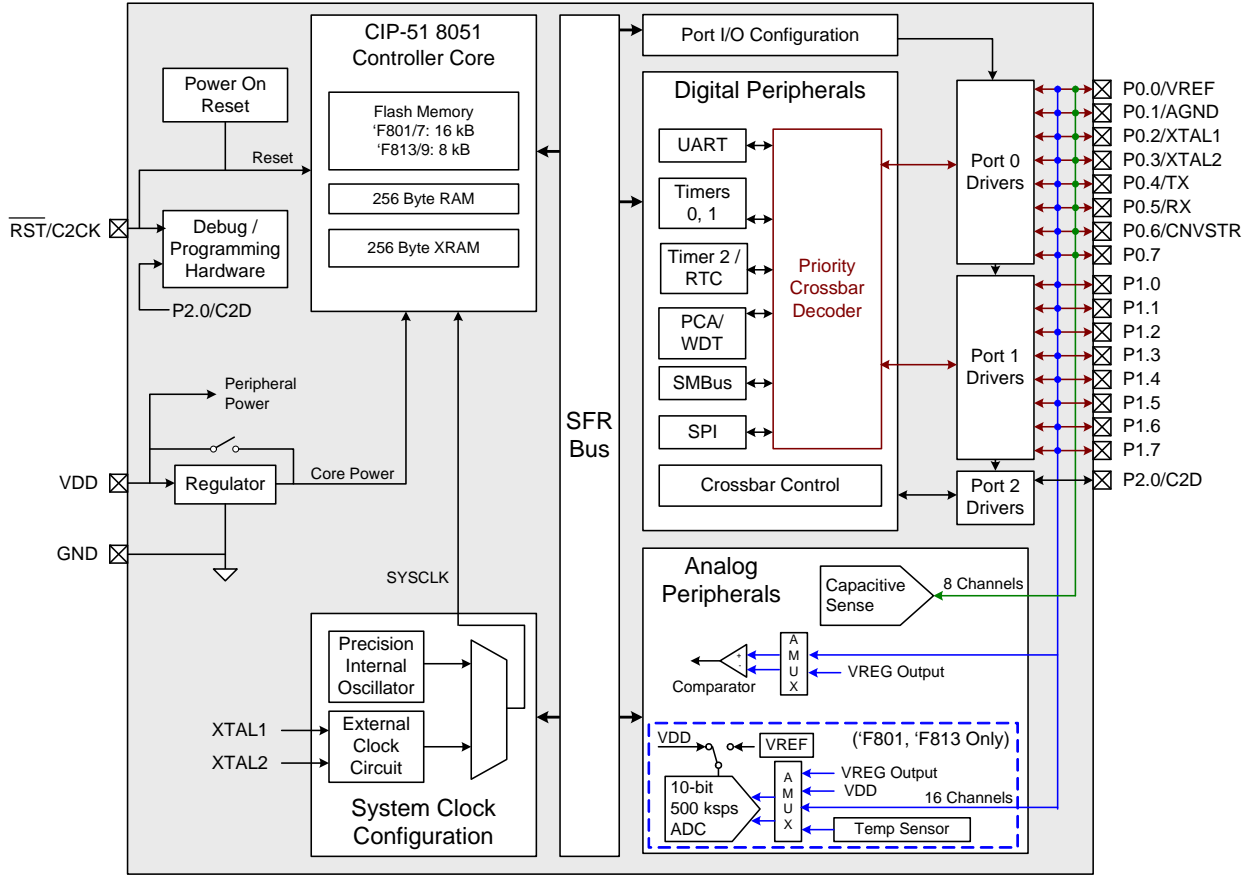 CIP-51 8051
Controller Core
Flash Memory
‘F801/7: 16 kB
‘F813/9: 8 kB
256 Byte RAM
256 Byte XRAM
Power On
Reset
Reset
RST/C2CK
Debug /
Programming
Hardware
P2.0/C2D
Peripheral
Power
VDD
Regulator
Core Power
GND
SYSCLK
Precision
Internal
Oscillator
XTAL1
XTAL2
External
Clock
Circuit
System Clock
Configuration
SFR
Bus
Port I/O Configuration
Digital Peripherals
UART
Timers
0, 1
Timer 2 /
RTC
PCA/
WDT
SMBus
SPI
Priority
Crossbar
Decoder
Crossbar Control
Port 0
Drivers
Port 1
Drivers
Port 2
Drivers
P0.0/VREF
P0.1/AGND
P0.2/XTAL1
P0.3/XTAL2
P0.4/TX
P0.5/RX
P0.6/CNVSTR
P0.7
P1.0
P1.1
P1.2
P1.3
P1.4
P1.5
P1.6
P1.7
P2.0/C2D
Analog
Peripherals
Capacitive
Sense
8 Channels
+
-
Comparator
A
M
U
X
VREG Output
(‘F801, ‘F813 Only)
VDD
VREF
10-bit
500 ksps
ADC
A
M
U
X
VREG Output
VDD
16 Channels
Temp Sensor